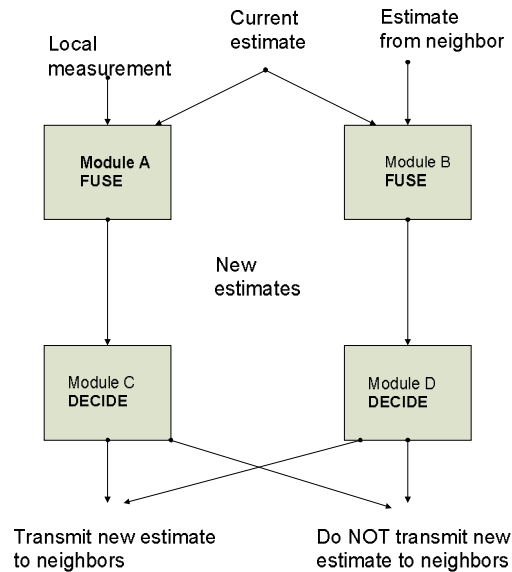 Local
measurement
Current
estimate
Estimate
from neighbor
Module A
FUSE
Module B
FUSE
New
estimates
Module C
DECIDE
Module D
DECIDE
Transmit new estimate
to neighbors
Do NOT transmit new
estimate to neighbors